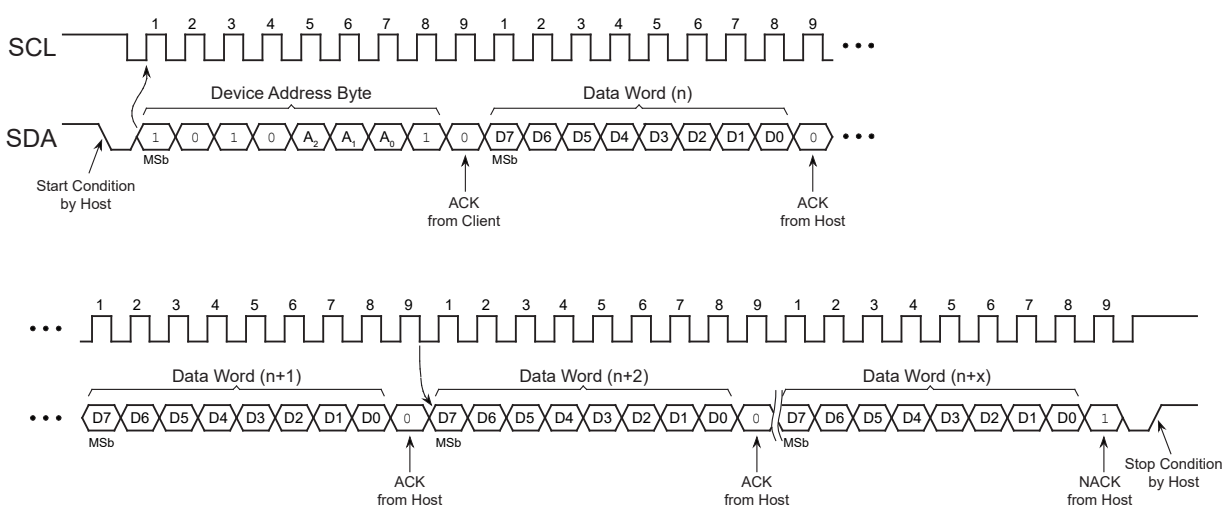 1 2 3 4 5 6 7 8 9 1 2 3 4 5 6 7 8 9
SCL
Device Address Byte Data Word (n)
SDA 1 0 1 0 A2 A1 A0 1 0 D7 D6 D5 D4 D3 D2 D1 D0 0
MSb MSb
Start Condition
by Host
ACK
from Client
ACK
from Host
1 2 3 4 5 6 7 8 9 1 2 3 4 5 6 7 8 9 1 2 3 4 5 6 7 8 9
Data Word (n+1) Data Word (n+2) Data Word (n+x)
D7 D6 D5 D4 D3 D2 D1 D0 0 D7 D6 D5 D4 D3 D2 D1 D0 0 D7 D6 D5 D4 D3 D2 D1 D0 1
MSb MSb MSb
ACK
from Host
ACK
from Host
NACK
from Host
Stop Condition
by Host